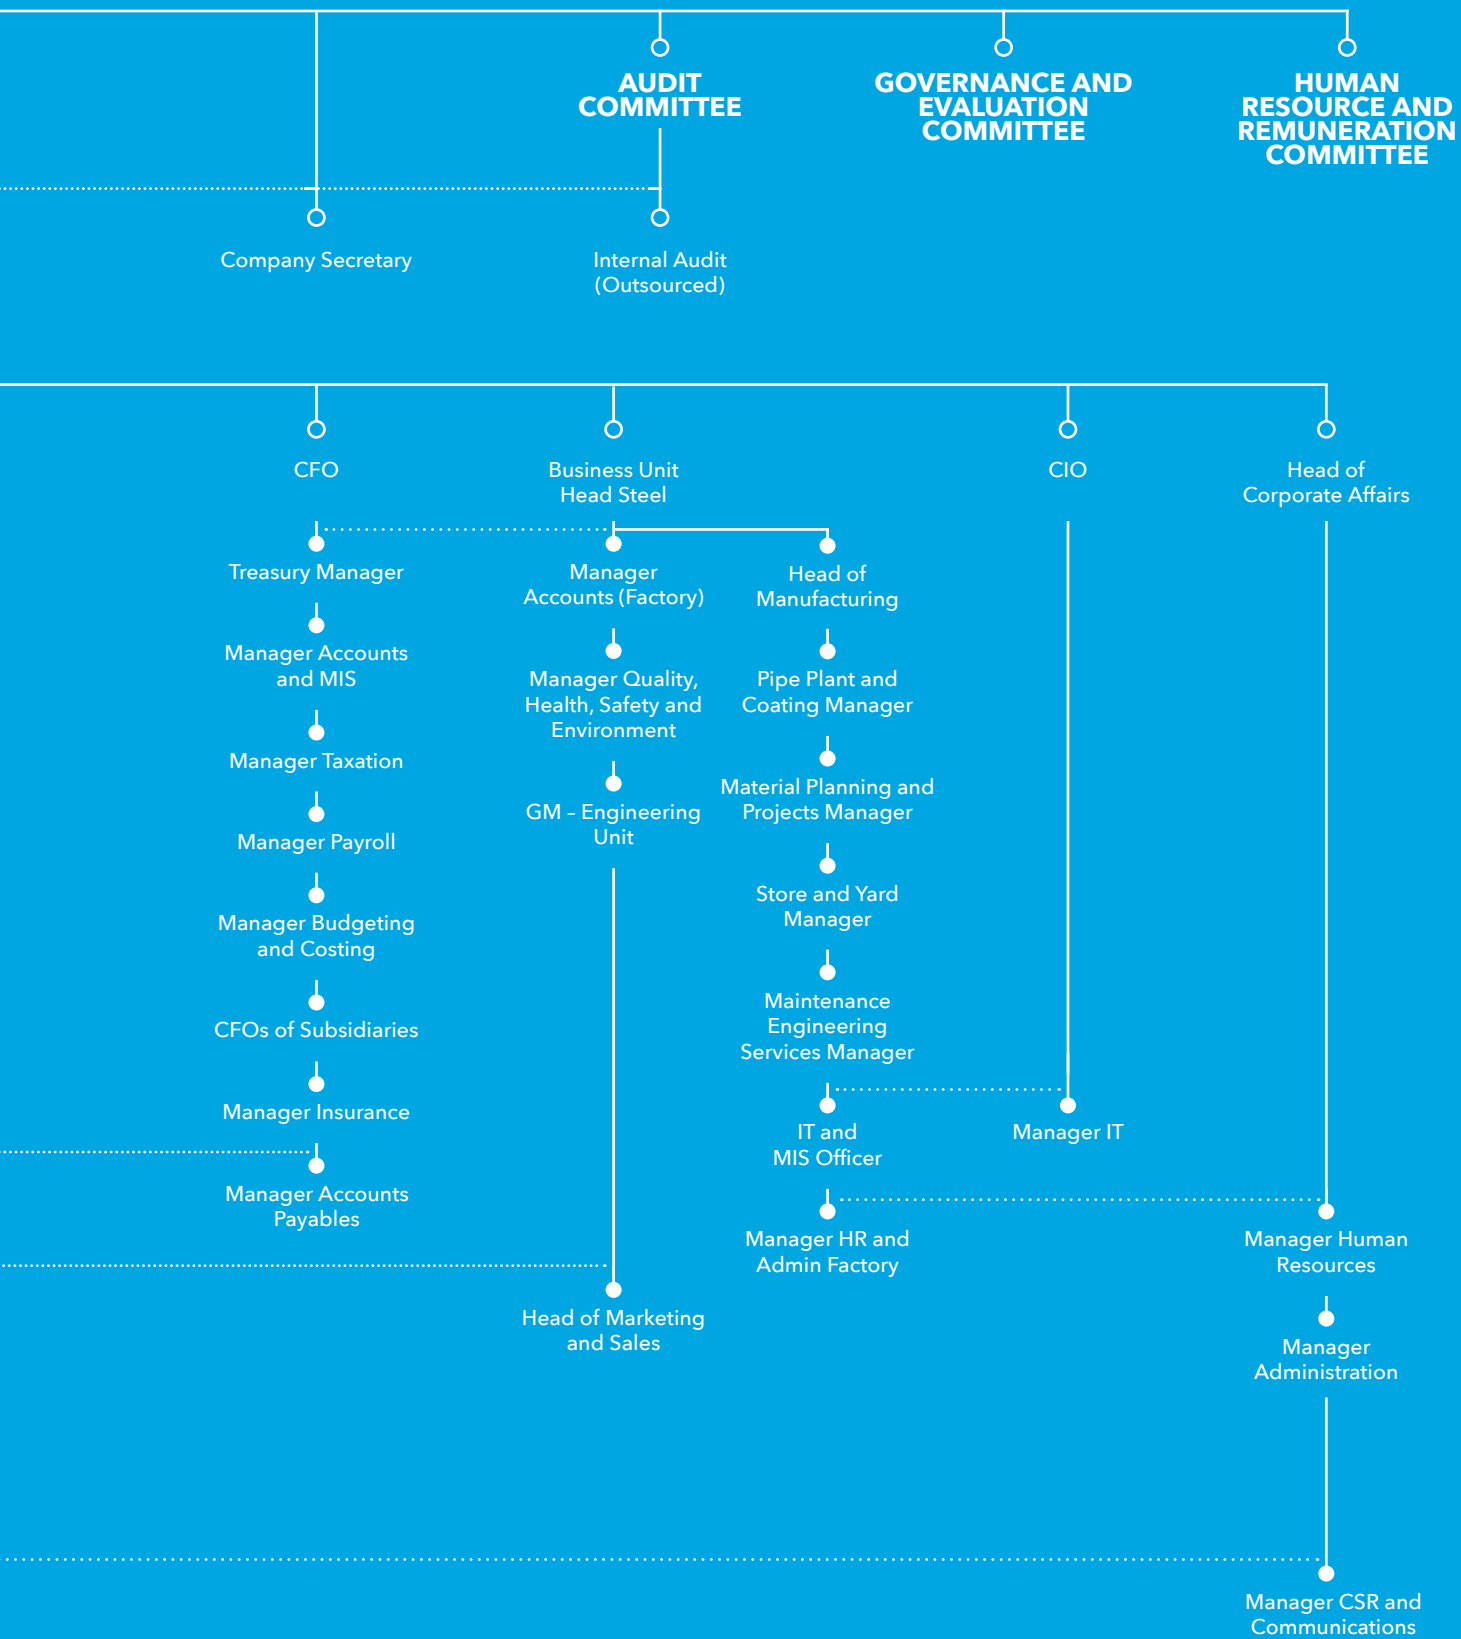 AUDIT
COMMITTEE
GOVERNANCE AND
EVALUATION
COMMITTEE
HUMAN
RESOURCE AND
REMUNERATION
COMMITTEE
Company Secretary
Internal Audit
(Outsourced)
CFO
Business Unit
Head Steel
CIO
Head of
Corporate Affairs
Treasury Manager
Manager Accounts
and MIS
Manager Taxation
Manager Payroll
Manager Budgeting
and Costing
CFOs of Subsidiaries
Manager Insurance
Manager Accounts
Payables
Manager
Accounts (Factory)
Manager Quality,
Health, Safety and
Environment
GM – Engineering
Unit
Head of Marketing
and Sales
Head of
Manufacturing
Pipe Plant and
Coating Manager
Material Planning and
Projects Manager
Store and Yard
Manager
Maintenance
Engineering
Services Manager
IT and
MIS Officer
Manager HR and
Admin Factory
Manager IT
Manager Human
Resources
Manager
Administration
Manager CSR and
Communications